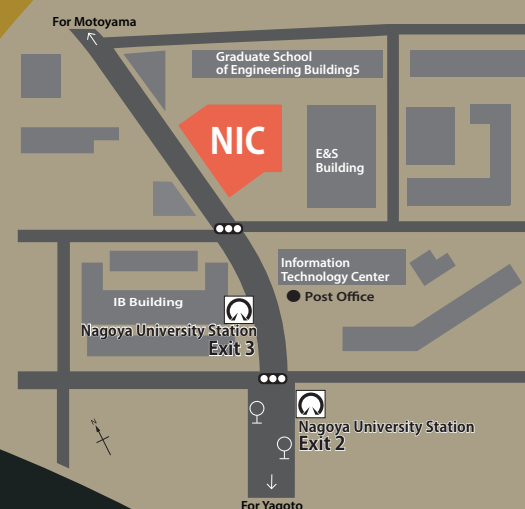 For Motoyama
Graduate School
of Engineering Building5
NIC
E&S
Building
Information
Technology Center
Post Office
IB Building
Nagoya University Station
Exit 3
Nagoya University Station
Exit 2
N
For Yagoto